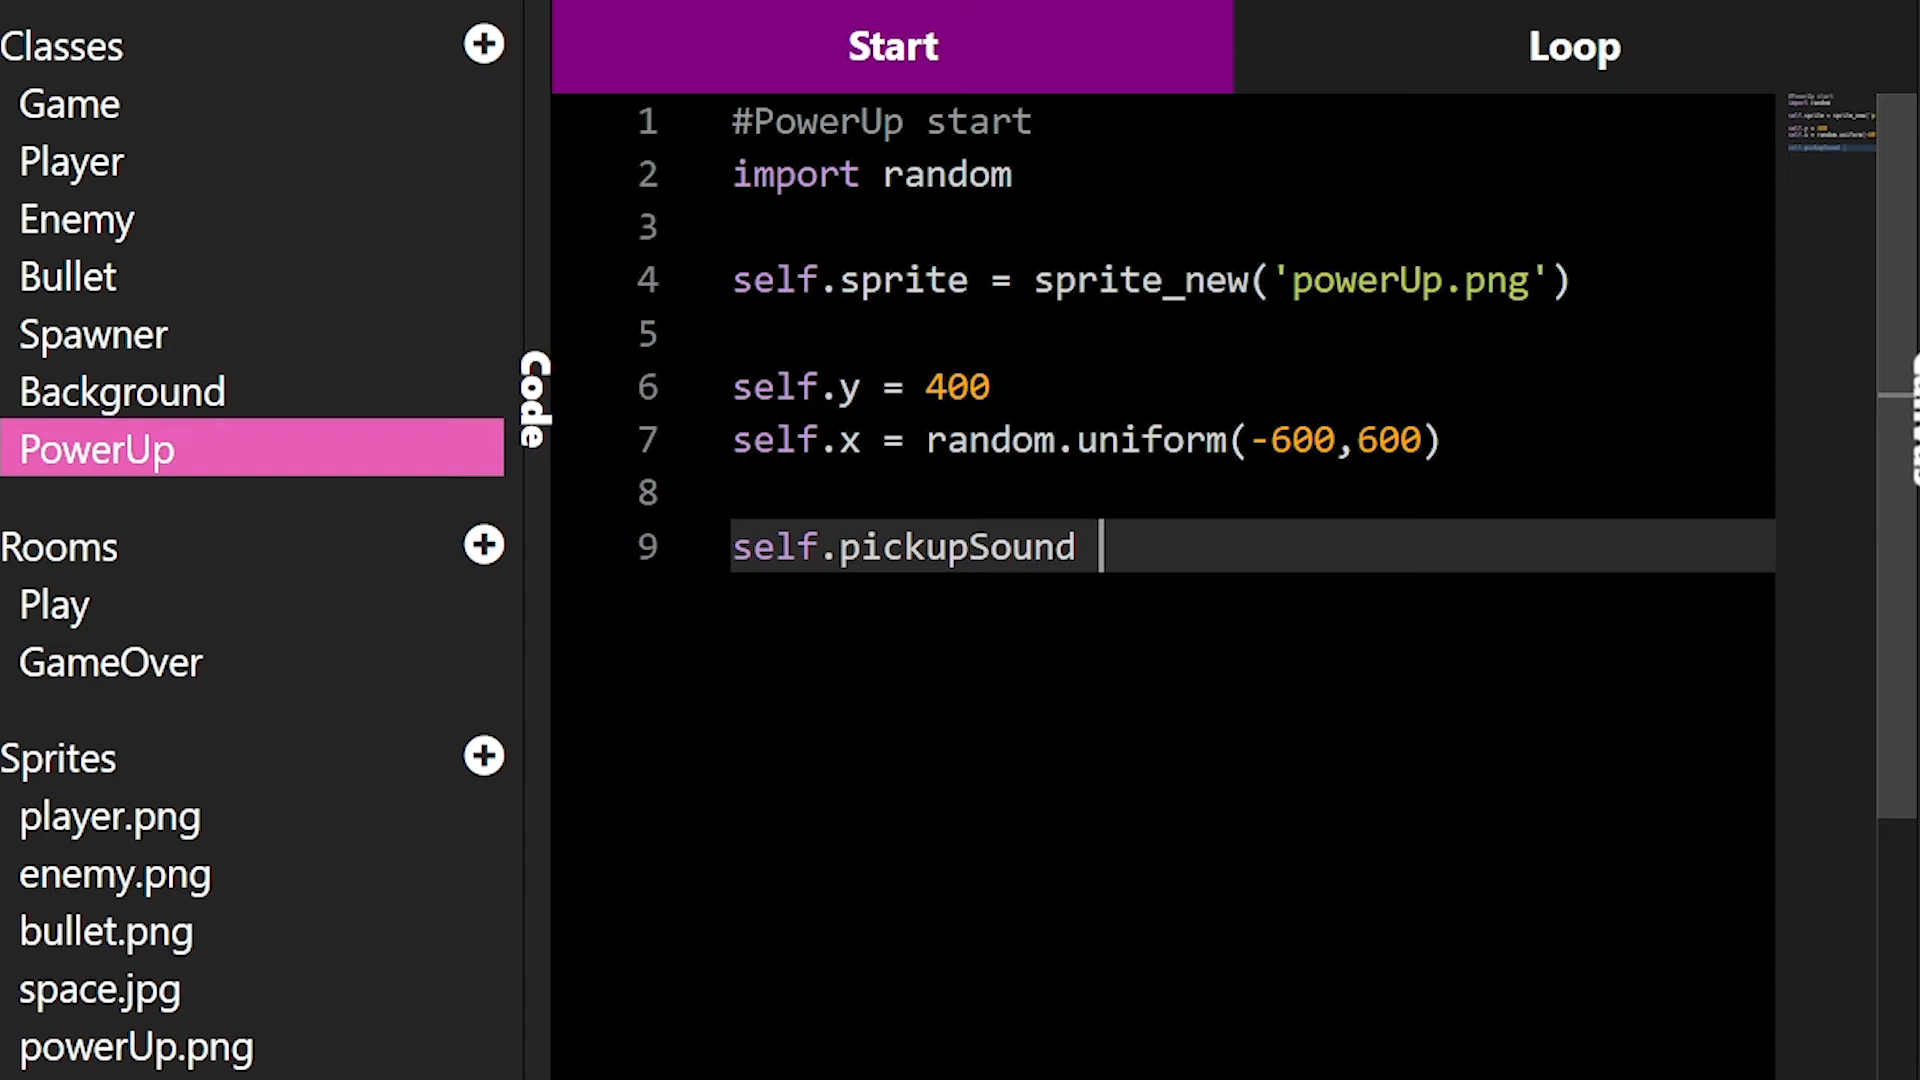 Classes
Game
Player
Enemy
Bullet
Spawner
Background
PowerUp
Rooms
Play
GameOver
Sprites
player.png
enemy.png
bullet.png
space.jpg
powerUp.png
Code
Start
Loop
1 #PowerUp start
2 import random
3
4 self.sprite = sprite_new('powerUp.png')
5
6 self.y = 400
7 self.x = random.uniform(-600,600)
8
9 self.pickupSound